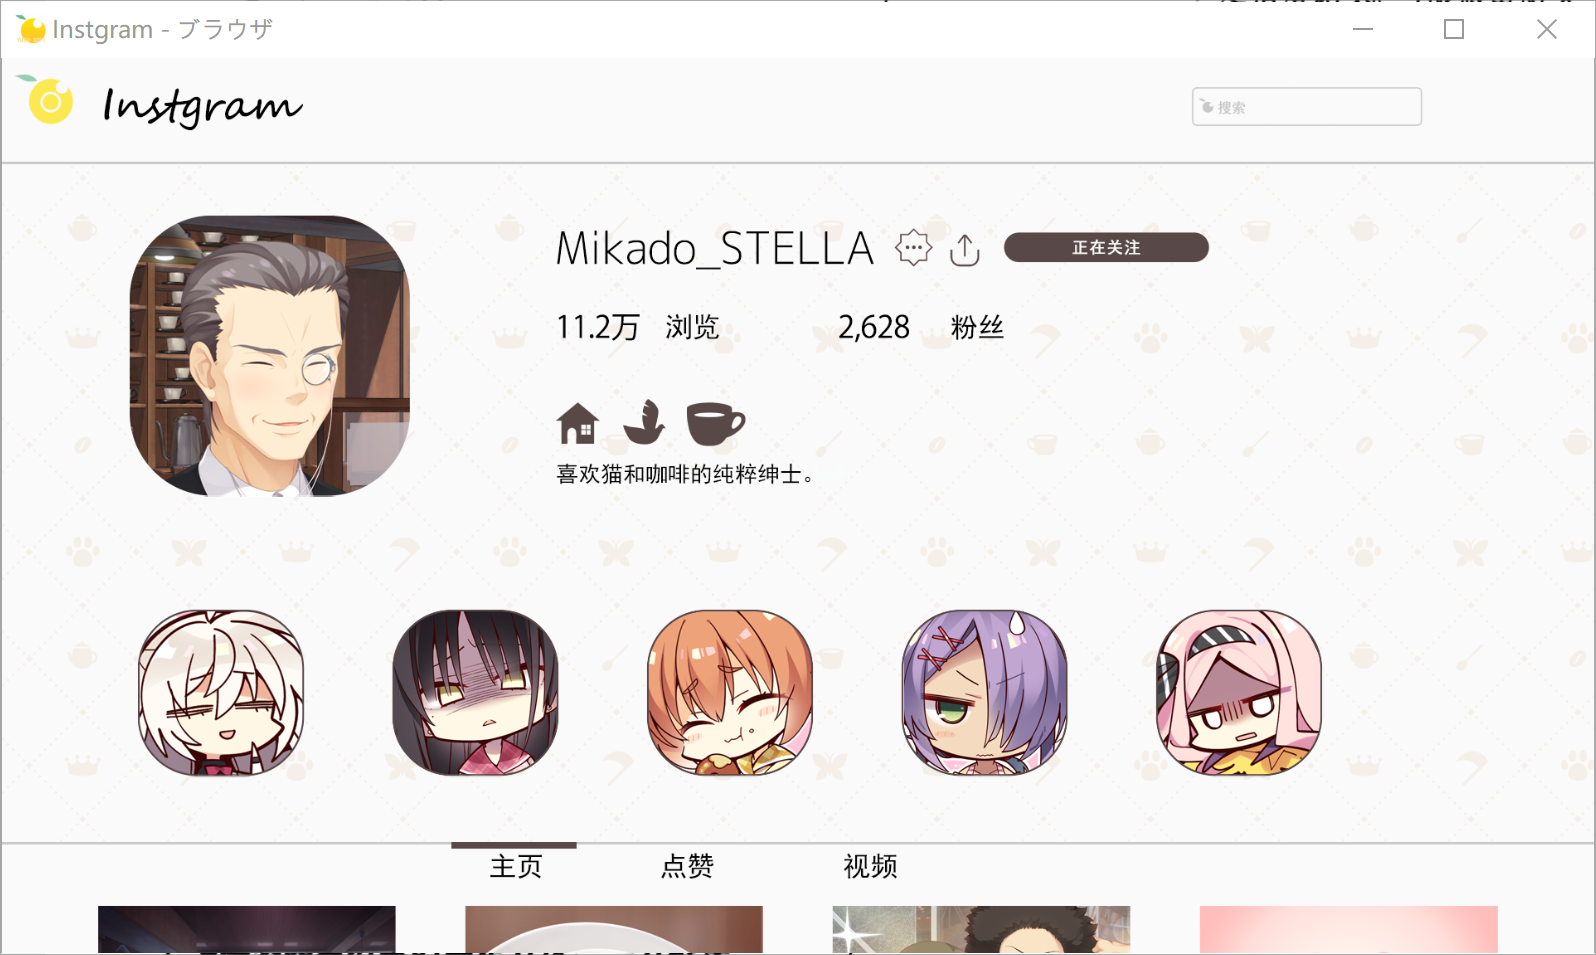 Instgram - ブラウザ
Instgram
搜索
Mikado_STELLA
正在关注
11.2万 浏览 2,628 粉丝
喜欢猫和咖啡的纯粹绅士。
主页 点赞 视频